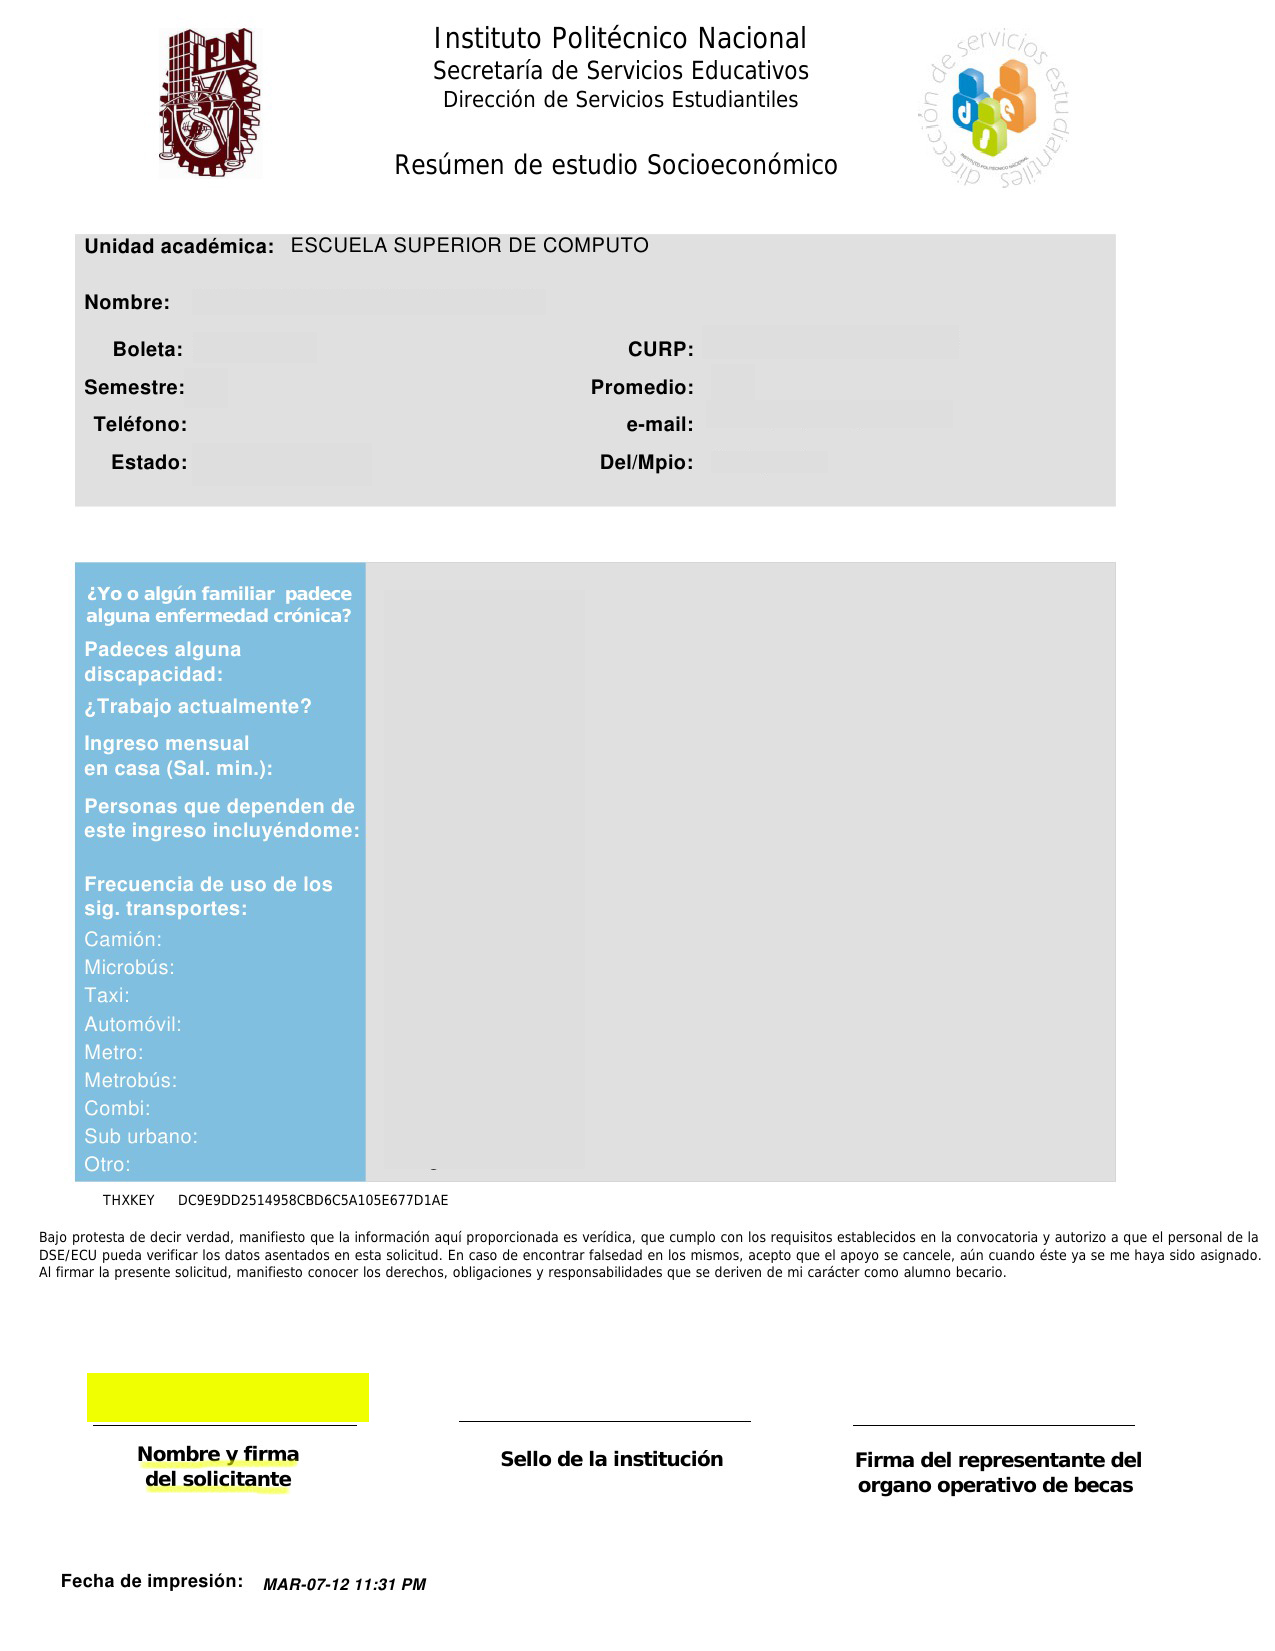 Instituto Politécnico Nacional
Secretaría de Servicios Educativos
Dirección de Servicios Estudiantiles
Resúmen de estudio Socioeconómico
IPN
dirección de servicios estudiantiles
dse
INSTITUTO POLITECNICO NACIONAL
Unidad académica: ESCUELA SUPERIOR DE COMPUTO
Nombre:
Boleta: CURP:
Semestre: Promedio:
Teléfono: e-mail:
Estado: Del/Mpio:
¿Yo o algún familiar padece
alguna enfermedad crónica?
Padeces alguna
discapacidad:
¿Trabajo actualmente?
Ingreso mensual
en casa (Sal. min.):
Personas que dependen de
este ingreso incluyéndome:
Frecuencia de uso de los
sig. transportes:
Camión:
Microbús:
Taxi:
Automóvil:
Metro:
Metrobús:
Combi:
Sub urbano:
Otro:
THXKEY DC9E9DD2514958CBD6C5A105E677D1AE
Bajo protesta de decir verdad, manifiesto que la información aquí proporcionada es verídica, que cumplo con los requisitos establecidos en la convocatoria y autorizo a que el personal de la
DSE/ECU pueda verificar los datos asentados en esta solicitud. En caso de encontrar falsedad en los mismos, acepto que el apoyo se cancele, aún cuando éste ya se me haya sido asignado.
Al firmar la presente solicitud, manifiesto conocer los derechos, obligaciones y responsabilidades que se deriven de mi carácter como alumno becario.
Nombre y firma
del solicitante
Sello de la institución
Firma del representante del
organo operativo de becas
Fecha de impresión: MAR-07-12 11:31 PM